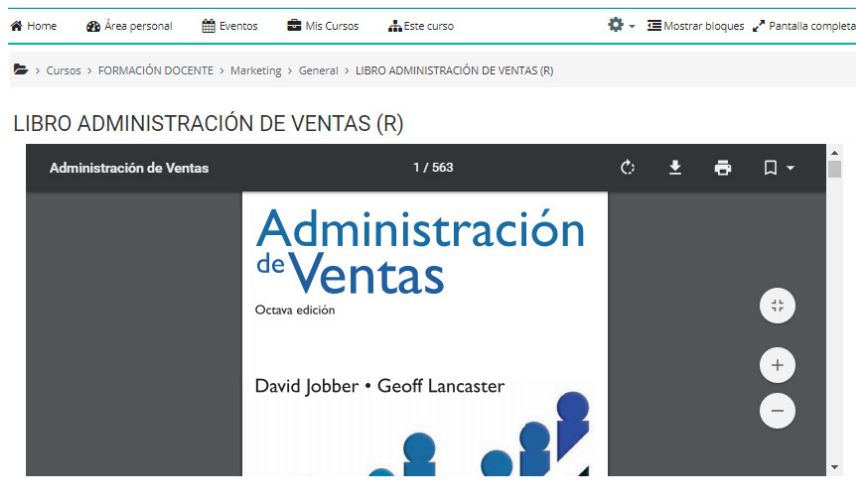 Home Área personal Eventos Mis Cursos Este curso Mostrar bloques Pantalla completa
> Cursos > FORMACIÓN DOCENTE > Marketing > General > LIBRO ADMINISTRACIÓN DE VENTAS (R)
LIBRO ADMINISTRACIÓN DE VENTAS (R)
Administración de Ventas 1 / 563
Administración
de Ventas
Octava edición
David Jobber • Geoff Lancaster